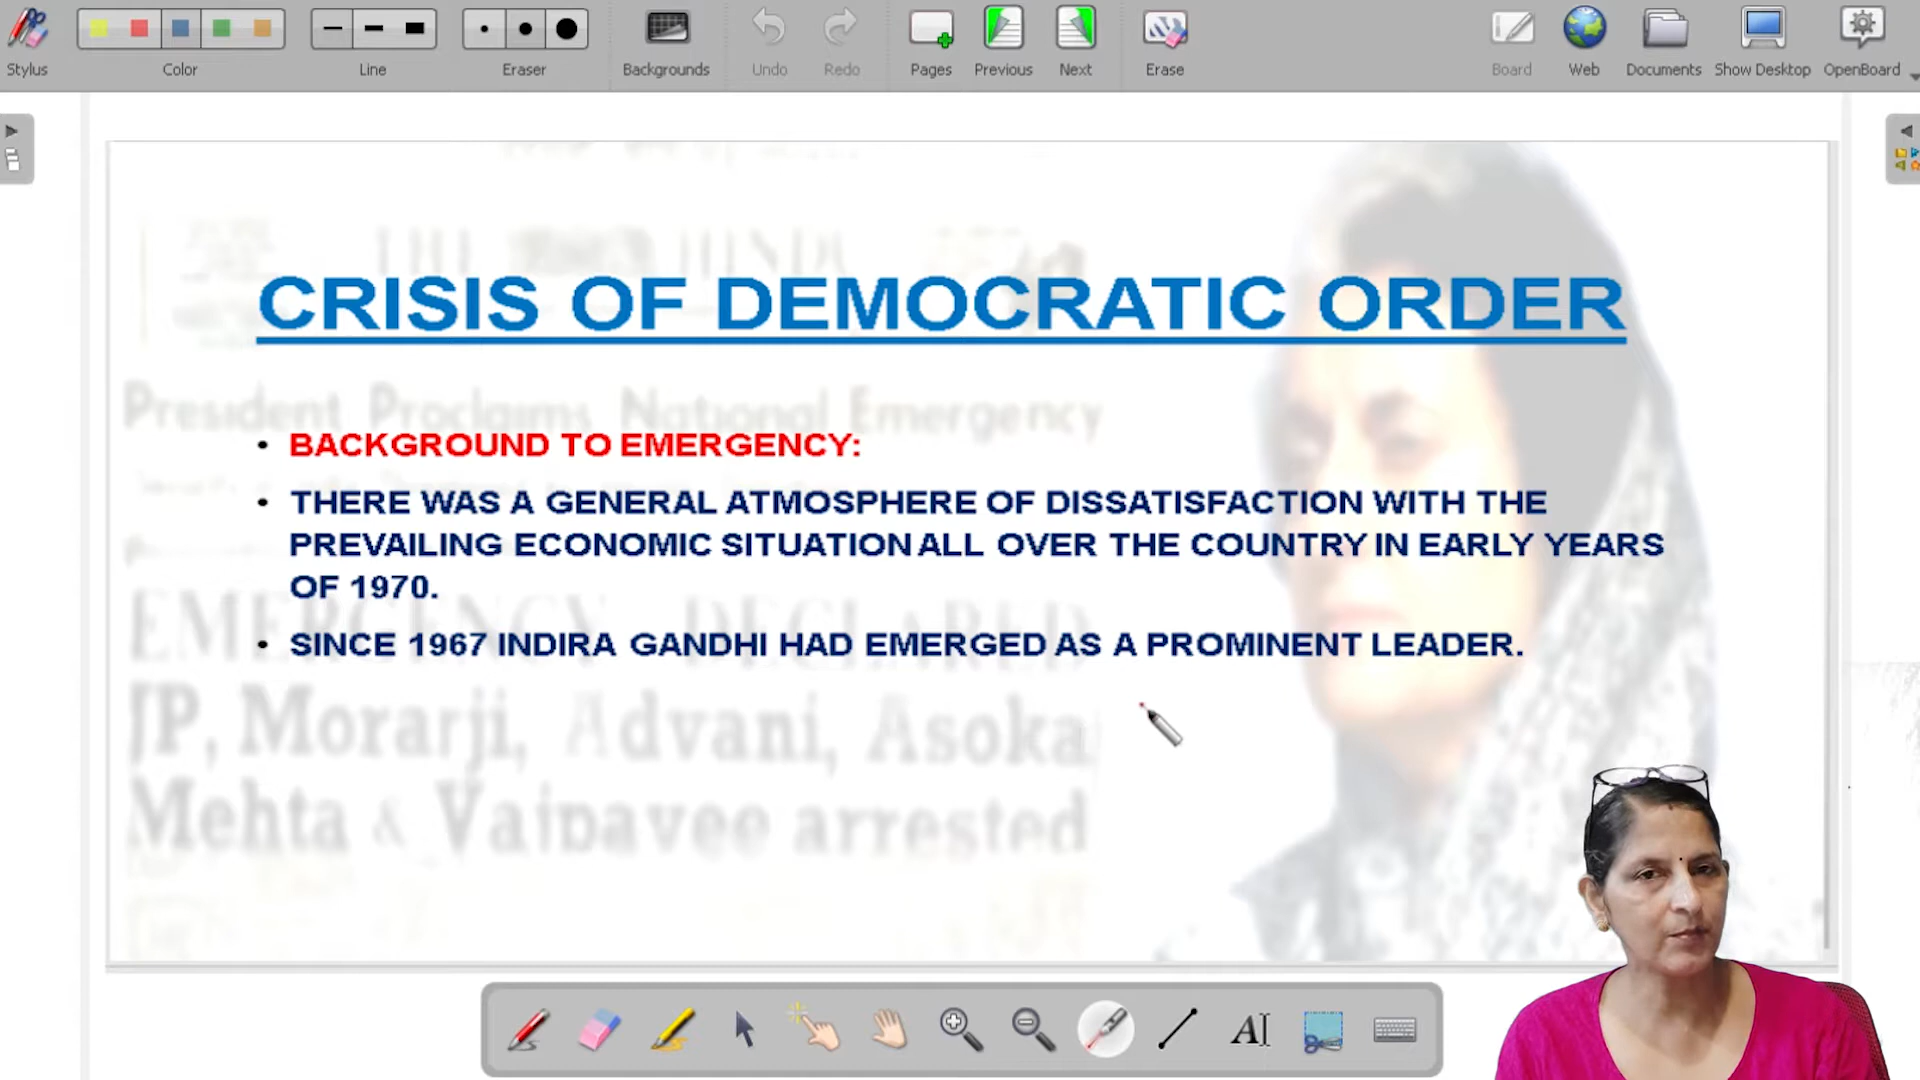 Stylus
Color
Line
Eraser
Backgrounds
Undo
Redo
Pages
Previous
Next
Erase
Board
Web
Documents
Show Desktop
OpenBoard
THE HINDU
CRISIS OF DEMOCRATIC ORDER
President Proclaims National Emergency
• BACKGROUND TO EMERGENCY:
• THERE WAS A GENERAL ATMOSPHERE OF DISSATISFACTION WITH THE
PREVAILING ECONOMIC SITUATION ALL OVER THE COUNTRY IN EARLY YEARS
OF 1970.
EMERGENCY DECLARED
• SINCE 1967 INDIRA GANDHI HAD EMERGED AS A PROMINENT LEADER.
JP, Morarji, Advani, Asoka
Mehta & Vajpayee arrested